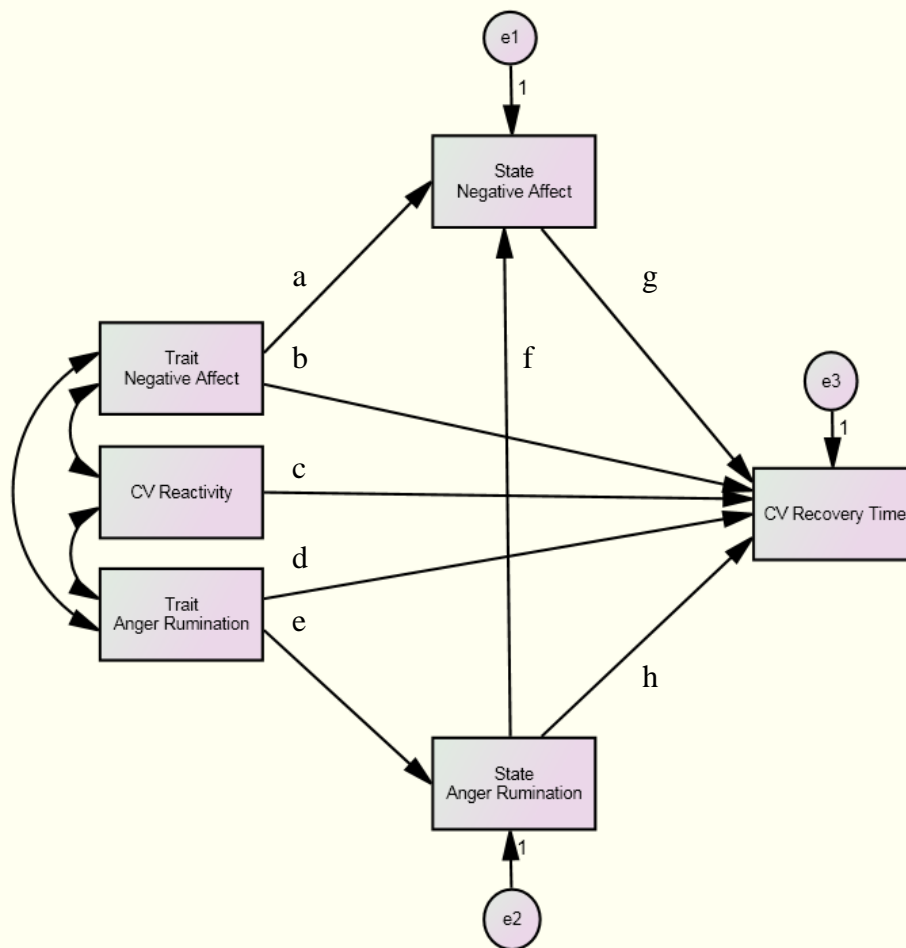 e1
1
State
Negative Affect
a
g
Trait
Negative Affect
b
f
e3
1
CV Reactivity
c
CV Recovery Time
d
Trait
Anger Rumination
e
h
State
Anger Rumination
1
e2